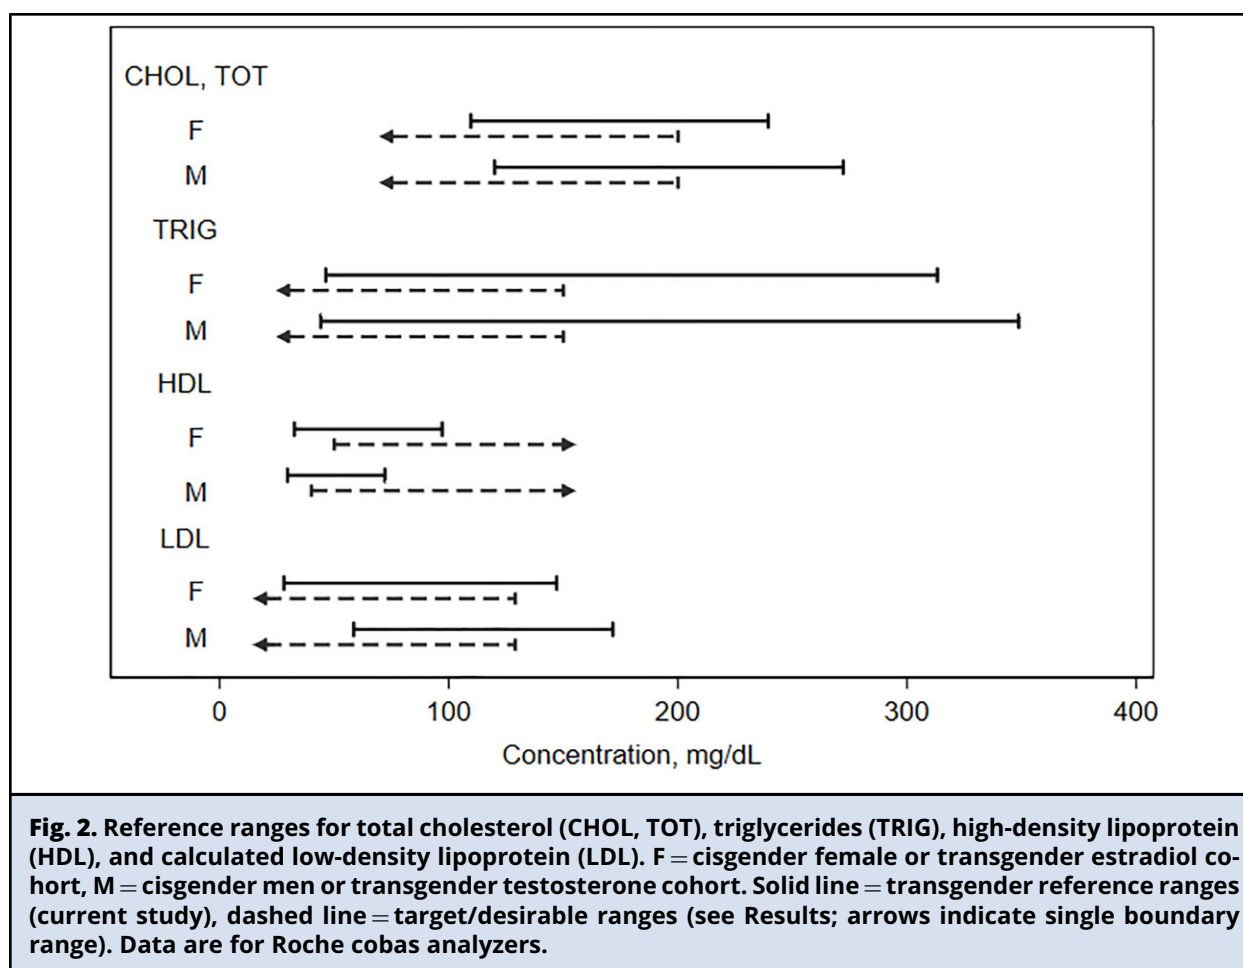 CHOL, TOT
F
M
TRIG
F
M
HDL
F
M
LDL
F
M
0 100 200 300 400
Concentration, mg/dL
Fig. 2. Reference ranges for total cholesterol (CHOL, TOT), triglycerides (TRIG), high-density lipoprotein
(HDL), and calculated low-density lipoprotein (LDL). F = cisgender female or transgender estradiol co-
hort, M = cisgender men or transgender testosterone cohort. Solid line = transgender reference ranges
(current study), dashed line = target/desirable ranges (see Results; arrows indicate single boundary
range). Data are for Roche cobas analyzers.